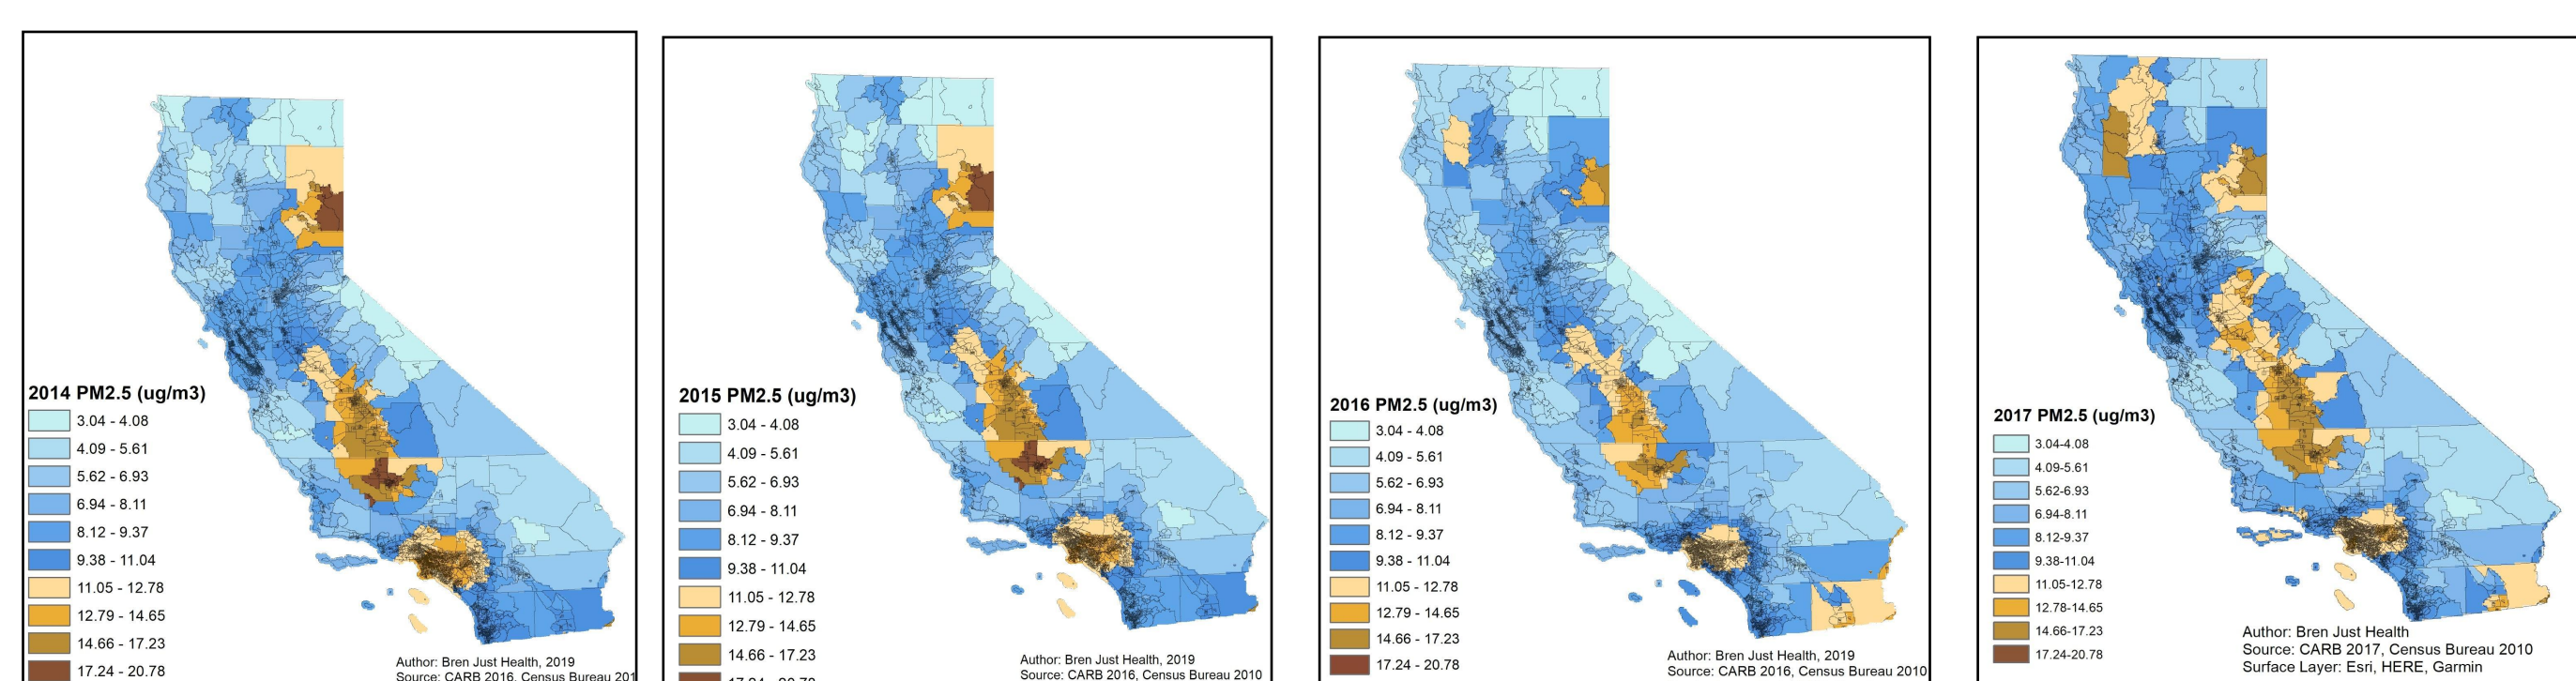 2014 PM2.5 (ug/m3)
3.04 - 4.08
4.09 - 5.61
5.62 - 6.93
6.94 - 8.11
8.12 - 9.37
9.38 - 11.04
11.05 - 12.78
12.79 - 14.65
14.66 - 17.23
17.24 - 20.78
Author: Bren Just Health, 2019
Source: CARB 2016, Census Bureau 201
2015 PM2.5 (ug/m3)
3.04 - 4.08
4.09 - 5.61
5.62 - 6.93
6.94 - 8.11
8.12 - 9.37
9.38 - 11.04
11.05 - 12.78
12.79 - 14.65
14.66 - 17.23
Author: Bren Just Health, 2019
Source: CARB 2016, Census Bureau 2010
2016 PM2.5 (ug/m3)
3.04 - 4.08
4.09 - 5.61
5.62 - 6.93
6.94 - 8.11
8.12 - 9.37
9.38 - 11.04
11.05 - 12.78
12.79 - 14.65
14.66 - 17.23
17.24 - 20.78
Author: Bren Just Health, 2019
Source: CARB 2016, Census Bureau 2010
2017 PM2.5 (ug/m3)
3.04-4.08
4.09-5.61
5.62-6.93
6.94-8.11
8.12-9.37
9.38-11.04
11.05-12.78
12.78-14.65
14.66-17.23
17.24-20.78
Author: Bren Just Health
Source: CARB 2017, Census Bureau 2010
Surface Layer: Esri, HERE, Garmin